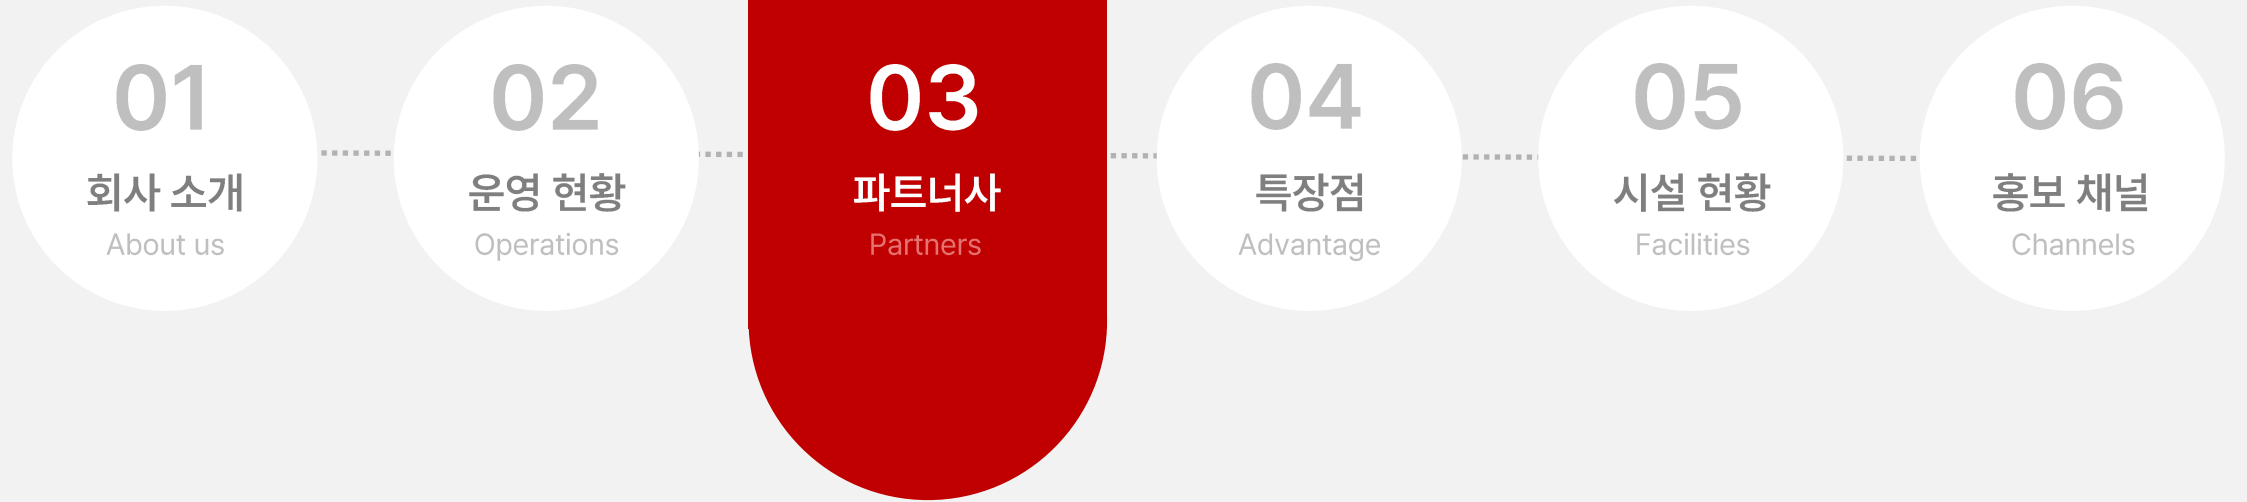 01
회사 소개
About us
02
운영 현황
Operations
03
파트너사
Partners
04
특장점
Advantage
05
시설 현황
Facilities
06
홍보 채널
Channels